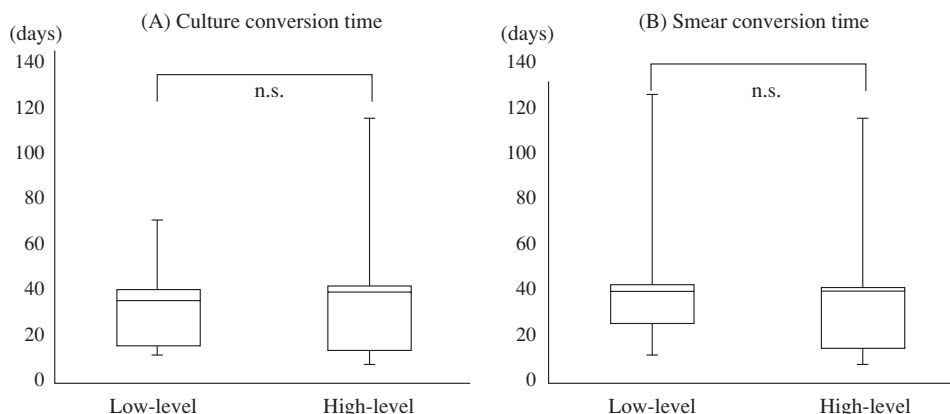 (A) Culture conversion time
(days)
140
120
100
80
60
40
20
0
n.s.
Low-level
High-level
(B) Smear conversion time
(days)
140
120
100
80
60
40
20
0
n.s.
Low-level
High-level